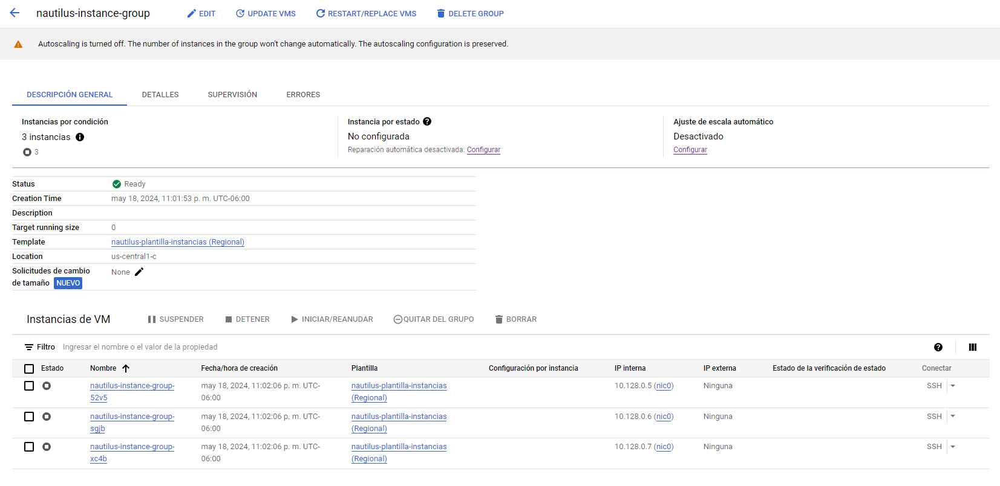 nautilus-instance-group EDIT UPDATE VMS RESTART/REPLACE VMS DELETE GROUP
Autoscaling is turned off. The number of instances in the group won't change automatically. The autoscaling configuration is preserved.
DESCRIPCIÓN GENERAL DETALLES SUPERVISIÓN ERRORES
Instancias por condición
3 instancias
3
Instancia por estado
No configurada
Reparación automática desactivada. Configurar
Ajuste de escala automático
Desactivado
Configurar
Status Ready
Creation Time may 18, 2024, 11:01:53 p. m. UTC-06:00
Description
Target running size 0
Template nautilus-plantilla-instancias (Regional)
Location us-central1-c
Solicitudes de cambio None
de tamaño NUEVO
Instancias de VM SUSPENDER DETENER INICIAR/REANUDAR QUITAR DEL GRUPO BORRAR
Filtro Ingresar el nombre o el valor de la propiedad
Estado Nombre Fecha/hora de creación Plantilla Configuración por instancia IP interna IP externa Estado de la verificación de estado Conectar
nautilus-instance-group- may 18, 2024, 11:02:06 p. m. UTC- nautilus-plantilla-instancias 10.128.0.5 (nic0) Ninguna SSH
52v5 06:00 (Regional)
nautilus-instance-group- may 18, 2024, 11:02:06 p. m. UTC- nautilus-plantilla-instancias 10.128.0.6 (nic0) Ninguna SSH
sgjb 06:00 (Regional)
nautilus-instance-group- may 18, 2024, 11:02:06 p. m. UTC- nautilus-plantilla-instancias 10.128.0.7 (nic0) Ninguna SSH
xc4b 06:00 (Regional)